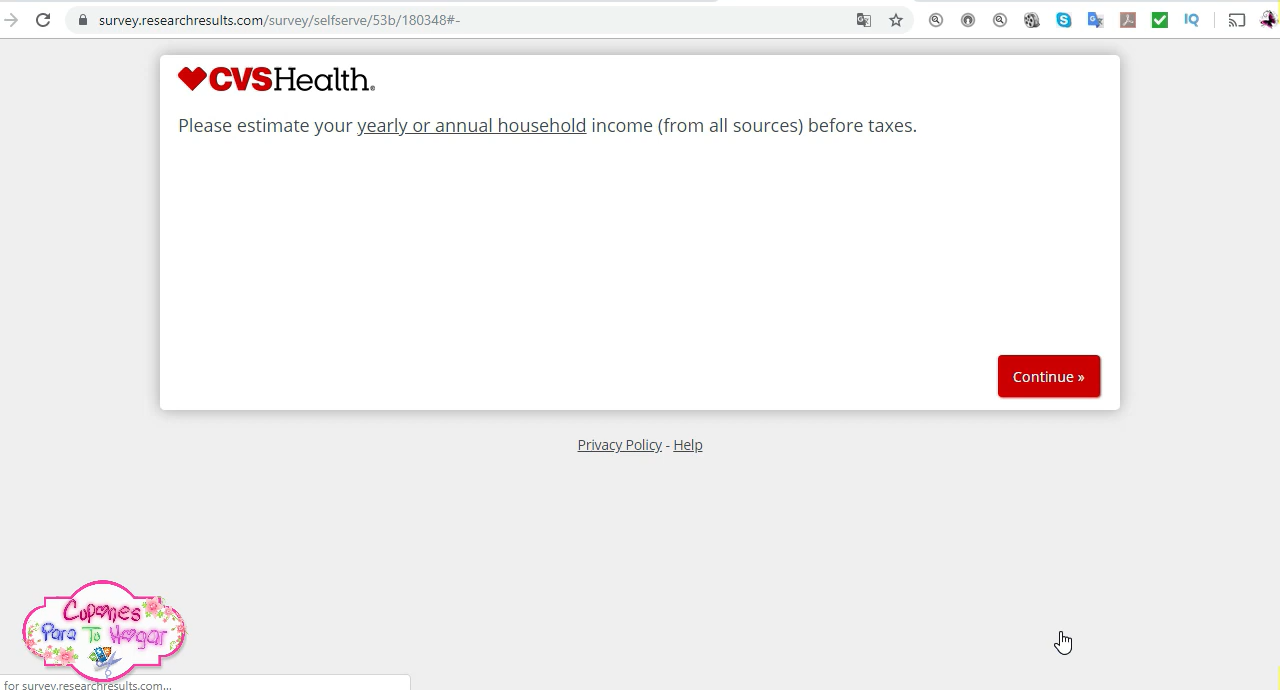 survey.researchresults.com/survey/selfserve/53b/180348#-
IQ
CVSHealth®
Please estimate your yearly or annual household income (from all sources) before taxes.
Continue »
Privacy Policy - Help
Cupones
Para Tu Hogar
for survey.researchresults.com...